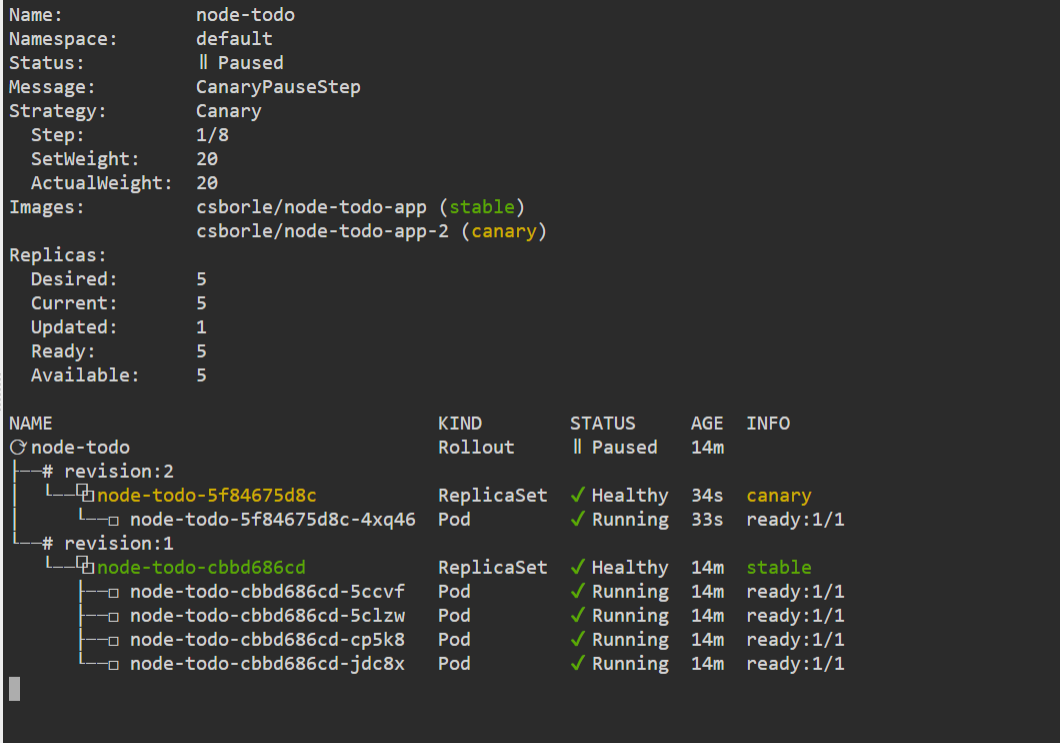 Name:                 node-todo
Namespace:            default
Status:               ॥ Paused
Message:              CanaryPauseStep
Strategy:             Canary
  Step:               1/8
  SetWeight:          20
  ActualWeight:       20
Images:               csborle/node-todo-app (stable)
                      csborle/node-todo-app-2 (canary)
Replicas:
  Desired:            5
  Current:            5
  Updated:            1
  Ready:              5
  Available:          5
NAME                                   KIND        STATUS     AGE  INFO
⟳ node-todo                            Rollout     ॥ Paused   14m
├──# revision:2
│  └──⧉ node-todo-5f84675d8c           ReplicaSet  ✔ Healthy  34s  canary
│     └──□ node-todo-5f84675d8c-4xq46  Pod         ✔ Running  33s  ready:1/1
└──# revision:1
   └──⧉ node-todo-cbbd686cd            ReplicaSet  ✔ Healthy  14m  stable
      ├──□ node-todo-cbbd686cd-5ccvf   Pod         ✔ Running  14m  ready:1/1
      ├──□ node-todo-cbbd686cd-5clzw   Pod         ✔ Running  14m  ready:1/1
      ├──□ node-todo-cbbd686cd-cp5k8   Pod         ✔ Running  14m  ready:1/1
      └──□ node-todo-cbbd686cd-jdc8x   Pod         ✔ Running  14m  ready:1/1